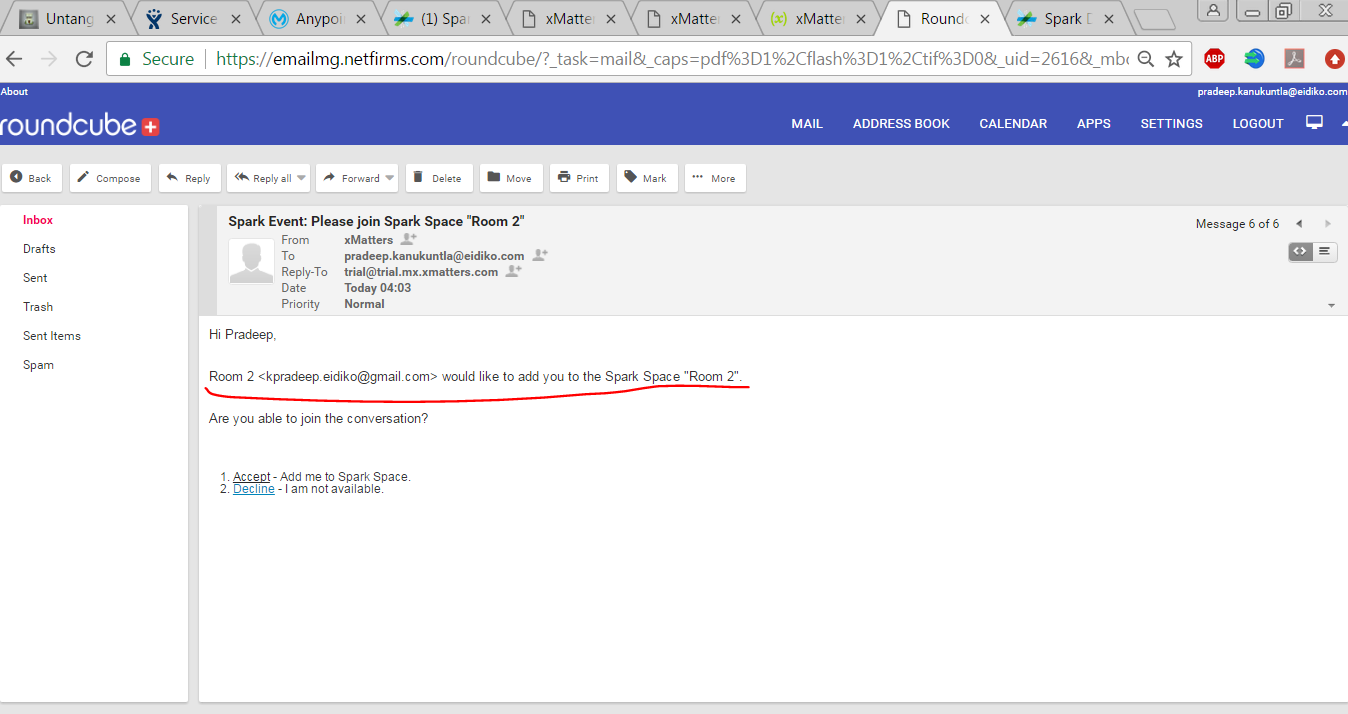 Untang
Service
Anypoin
(1) Spar
xMatte
xMatte
(x) xMatte
Roundc
Spark D
Secure
https://emailmg.netfirms.com/roundcube/?_task=mail&_caps=pdf%3D1%2Cflash%3D1%2Ctif%3D0&_uid=2616&_mbo
ABP
About
pradeep.kanukuntla@eidiko.com
roundcube
MAIL
ADDRESS BOOK
CALENDAR
APPS
SETTINGS
LOGOUT
Back
Compose
Reply
Reply all
Forward
Delete
Move
Print
Mark
More
Inbox
Drafts
Sent
Trash
Sent Items
Spam
Spark Event: Please join Spark Space "Room 2"
Message 6 of 6
From xMatters
To pradeep.kanukuntla@eidiko.com
Reply-To trial@trial.mx.xmatters.com
Date Today 04:03
Priority Normal
Hi Pradeep,
Room 2 <kpradeep.eidiko@gmail.com> would like to add you to the Spark Space "Room 2".
Are you able to join the conversation?
1. Accept - Add me to Spark Space.
2. Decline - I am not available.